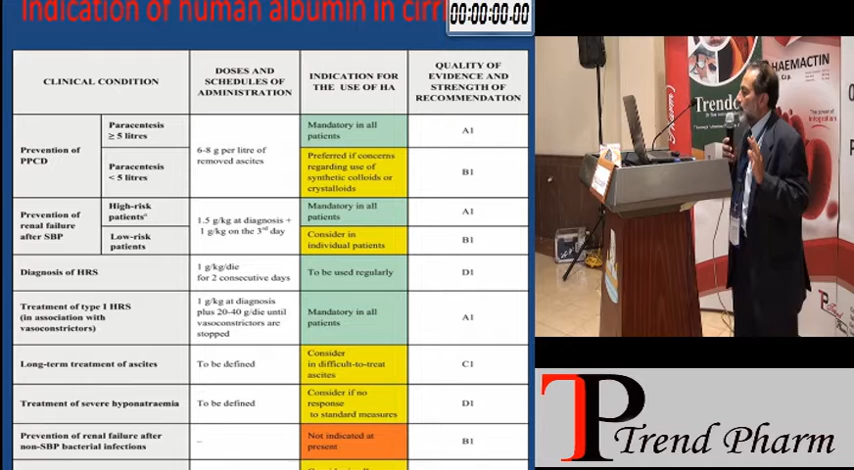 Indication of human albumin in cirr
00:00:00.00
CLINICAL CONDITION
DOSES AND
SCHEDULES OF
ADMINISTRATION
INDICATION FOR
THE USE OF HA
QUALITY OF
EVIDENCE AND
STRENGTH OF
RECOMMENDATION
Prevention of
PPCD
Paracentesis
≥ 5 litres
6-8 g per litre of
removed ascites
Mandatory in all
patients
A1
Paracentesis
< 5 litres
Preferred if concerns
regarding use of
synthetic colloids or
crystalloids
B1
Prevention of
renal failure
after SBP
High-risk
patients*
1.5 g/kg at diagnosis +
1 g/kg on the 3rd day
Mandatory in all
patients
A1
Low-risk
patients
Consider in
individual patients
B1
Diagnosis of HRS
1 g/kg/die
for 2 consecutive days
To be used regularly
D1
Treatment of type I HRS
(in association with
vasoconstrictors)
1 g/kg at diagnosis
plus 20-40 g/die until
vasoconstrictors are
stopped
Mandatory in all
patients
A1
Long-term treatment of ascites
To be defined
Consider
in difficult-to-treat
ascites
C1
Treatment of severe hyponatraemia
To be defined
Consider if no
response
to standard measures
D1
Prevention of renal failure after
non-SBP bacterial infections
–
Not indicated at
present
B1
HAEMACTIN
Trendc
integration
TP
Trend Pharm